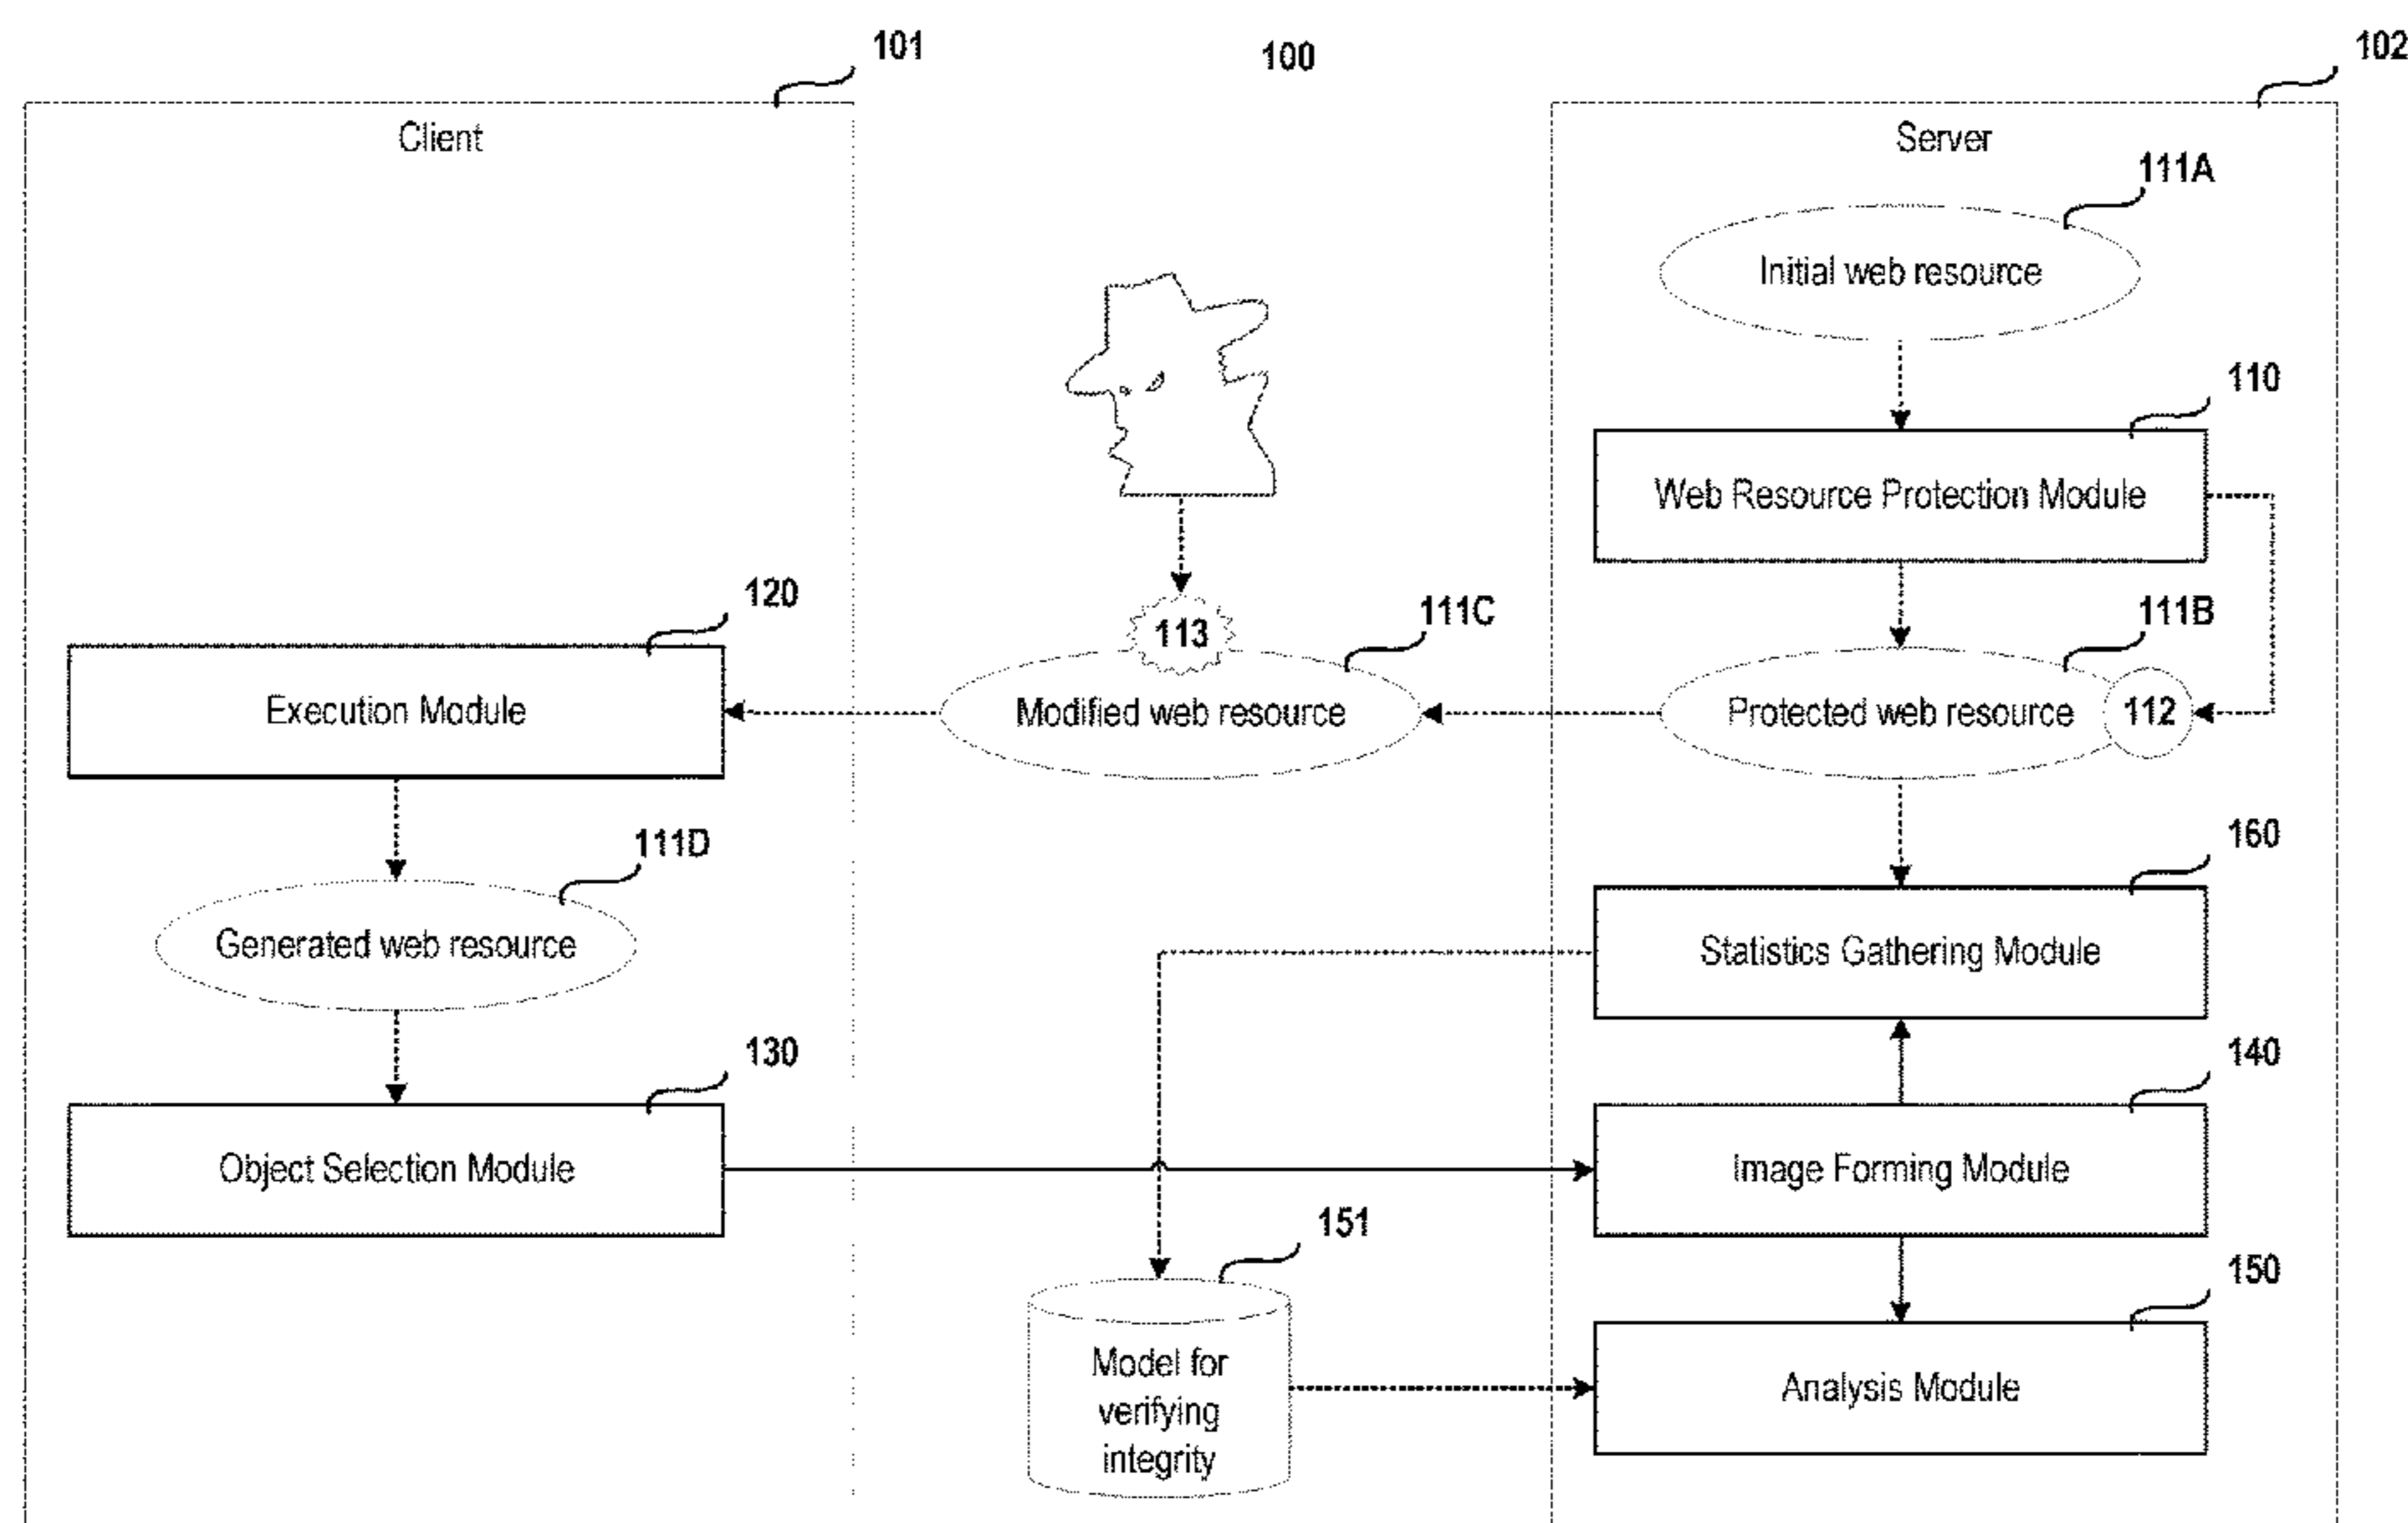 101
100
102
Client
Server
111A
Initial web resource
110
Web Resource Protection Module
120
113
111C
111B
Execution Module
Modified web resource
Protected web resource
112
111D
160
Generated web resource
Statistics Gathering Module
130
140
Object Selection Module
Image Forming Module
151
150
Model for
verifying
integrity
Analysis Module